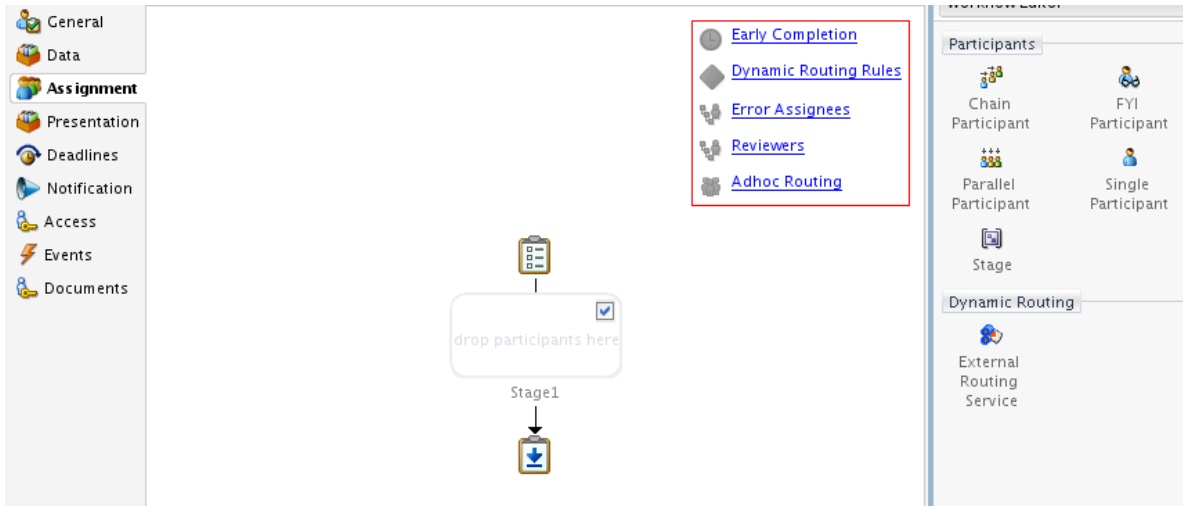 General
Data
Assignment
Presentation
Deadlines
Notification
Access
Events
Documents
Early Completion
Dynamic Routing Rules
Error Assignees
Reviewers
Adhoc Routing
drop participants here
Stage1
Workflow Editor
Participants
Chain
Participant
FYI
Participant
Parallel
Participant
Single
Participant
Stage
Dynamic Routing
External
Routing
Service